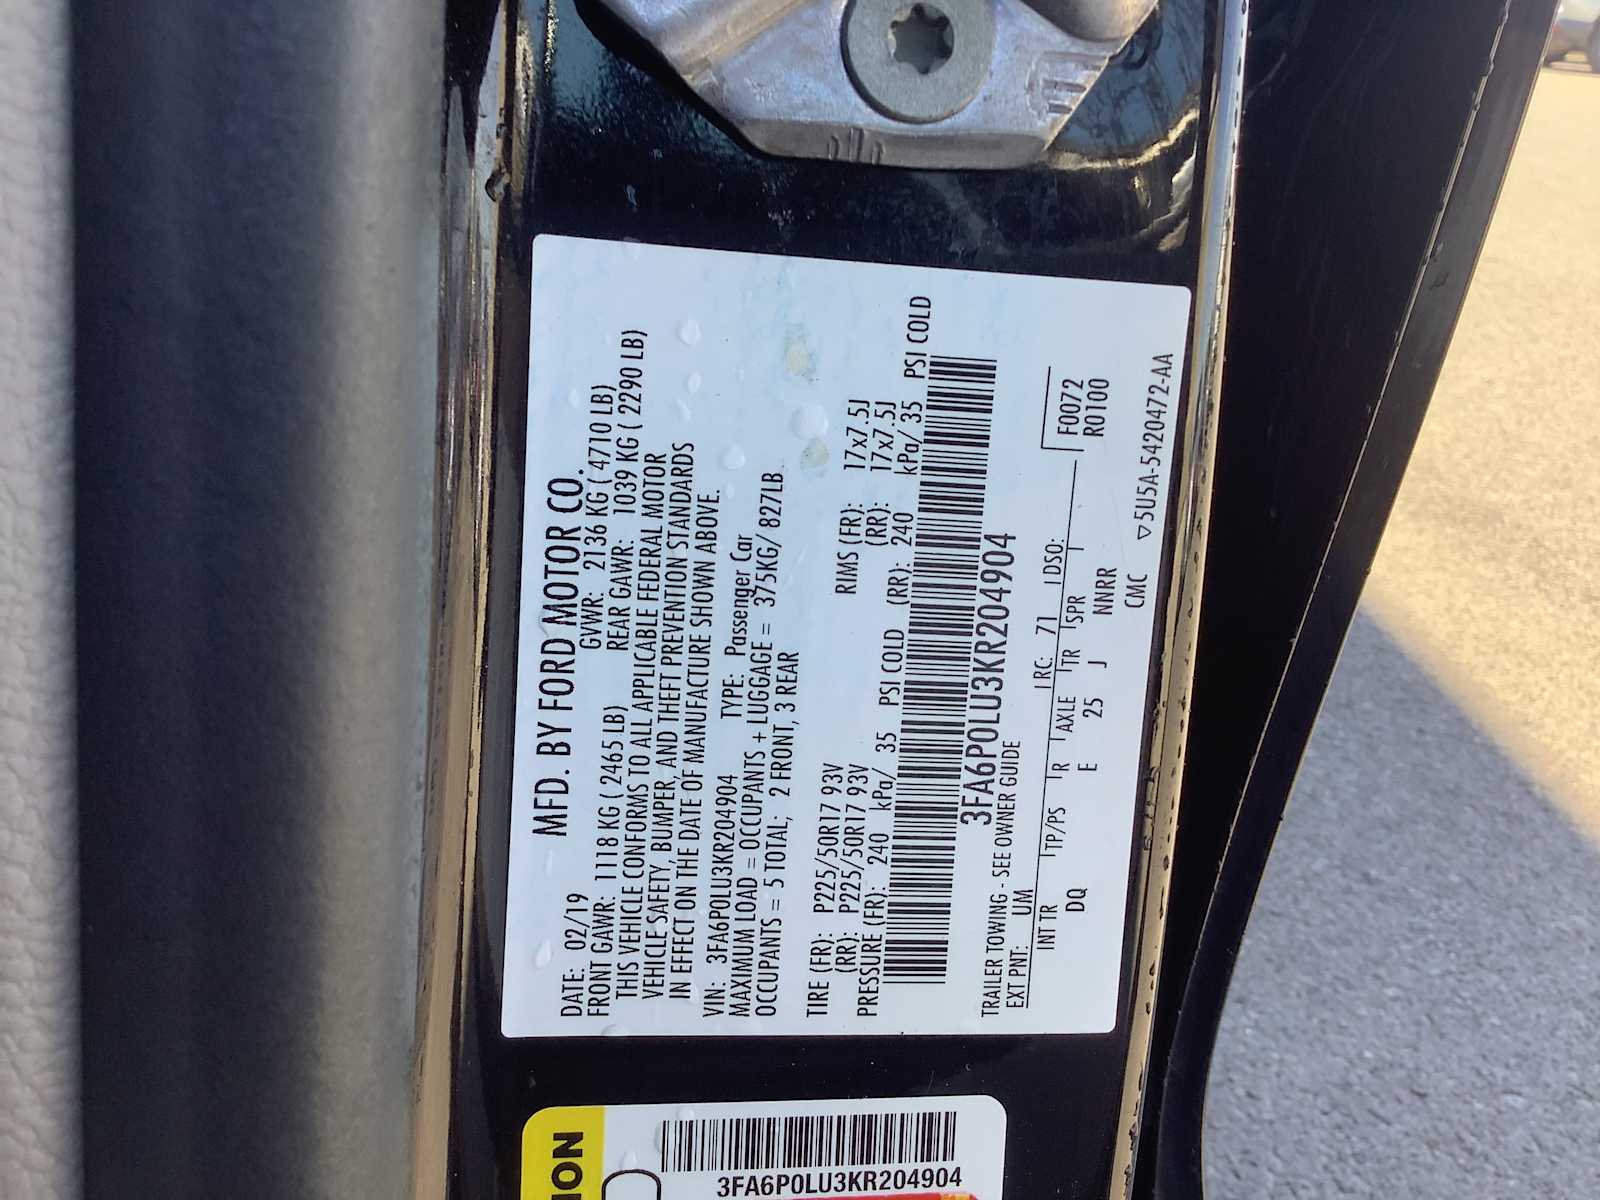 MFD. BY FORD MOTOR CO.
DATE: 02/19 GVWR: 2136 KG ( 4710 LB)
FRONT GAWR: 1118 KG ( 2465 LB) REAR GAWR: 1039 KG ( 2290 LB)
THIS VEHICLE CONFORMS TO ALL APPLICABLE FEDERAL MOTOR
VEHICLE SAFETY, BUMPER, AND THEFT PREVENTION STANDARDS
IN EFFECT ON THE DATE OF MANUFACTURE SHOWN ABOVE.
VIN: 3FA6P0LU3KR204904 TYPE: Passenger Car
MAXIMUM LOAD = OCCUPANTS + LUGGAGE = 375KG/ 827LB
OCCUPANTS = 5 TOTAL; 2 FRONT, 3 REAR
TIRE (FR): P225/50R17 93V RIMS (FR): 17x7.5J
(RR): P225/50R17 93V (RR): 17x7.5J
PRESSURE (FR): 240 kPa/ 35 PSI COLD (RR): 240 kPa/ 35 PSI COLD
3FA6P0LU3KR204904
TRAILER TOWING - SEE OWNER GUIDE
EXT PNT: UM RC: 71 DSO:
INT TR TP/PS R AXLE TR SPR
DQ E 25 J NNRR
CMC
F0072
R0100
▽5U5A-5420472-AA
ION
3FA6P0LU3KR204904